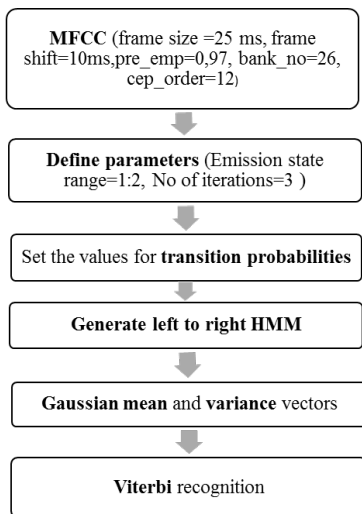 MFCC (frame size =25 ms, frame
shift=10ms,pre_emp=0,97, bank_no=26,
cep_order=12)
Define parameters (Emission state
range=1:2, No of iterations=3 )
Set the values for transition probabilities
Generate left to right HMM
Gaussian mean and variance vectors
Viterbi recognition